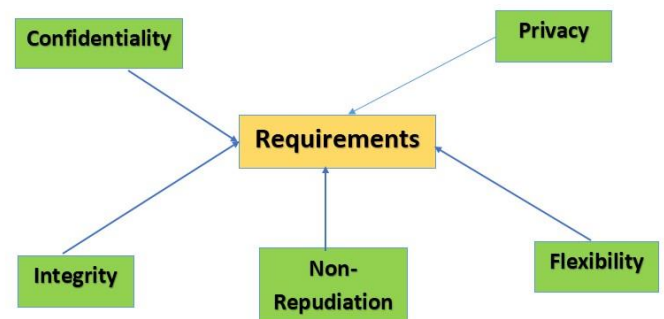 Confidentiality
Privacy
Requirements
Integrity
Non-
Repudiation
Flexibility